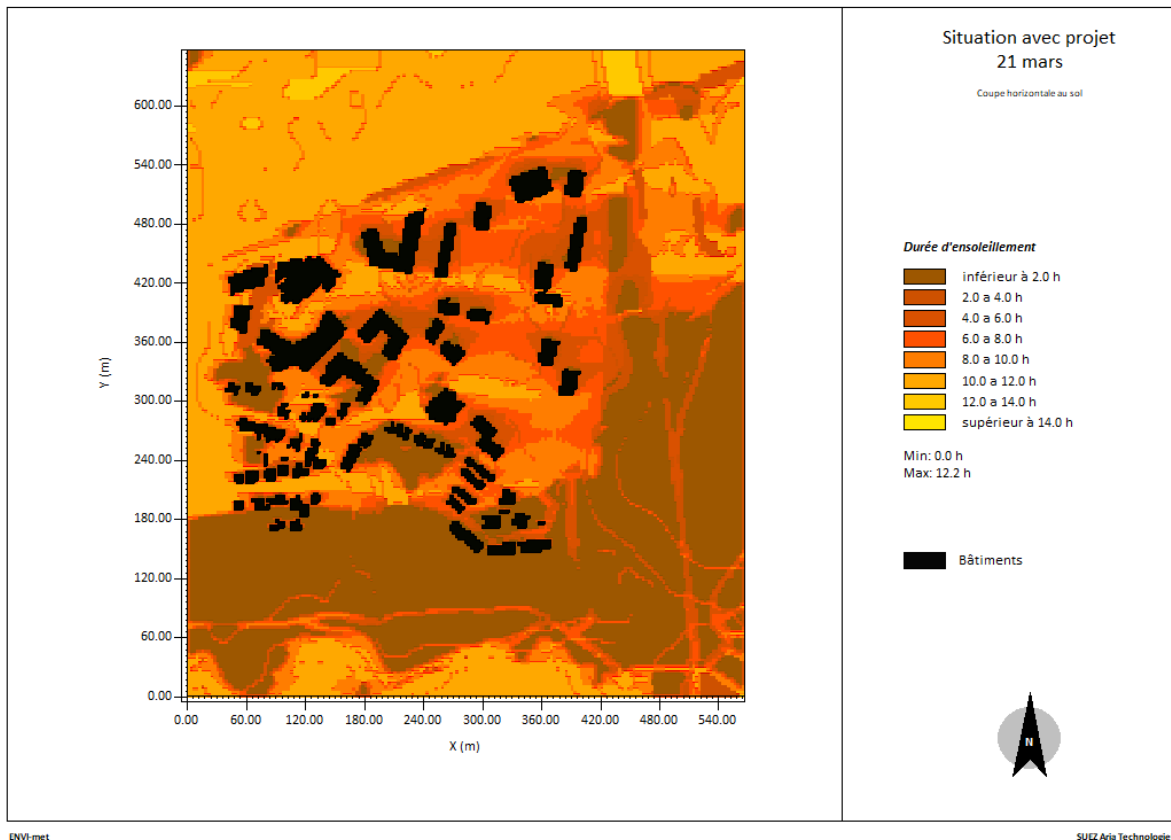 Situation avec projet
21 mars
Coupe horizontale au sol
600.00
540.00
480.00
420.00
360.00
300.00
240.00
180.00
120.00
60.00
0.00
Y (m)
0.00 60.00 120.00 180.00 240.00 300.00 360.00 420.00 480.00 540.00
X (m)
Durée d'ensoleillement
inférieur à 2.0 h
2.0 a 4.0 h
4.0 a 6.0 h
6.0 a 8.0 h
8.0 a 10.0 h
10.0 a 12.0 h
12.0 a 14.0 h
supérieur à 14.0 h
Min: 0.0 h
Max: 12.2 h
Bâtiments
N
ENVI-met
SUEZ Aria Technologie